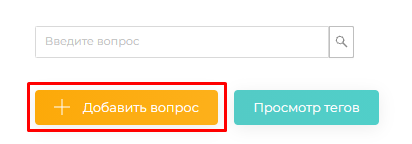 Введите вопрос
Добавить вопрос
Просмотр тегов